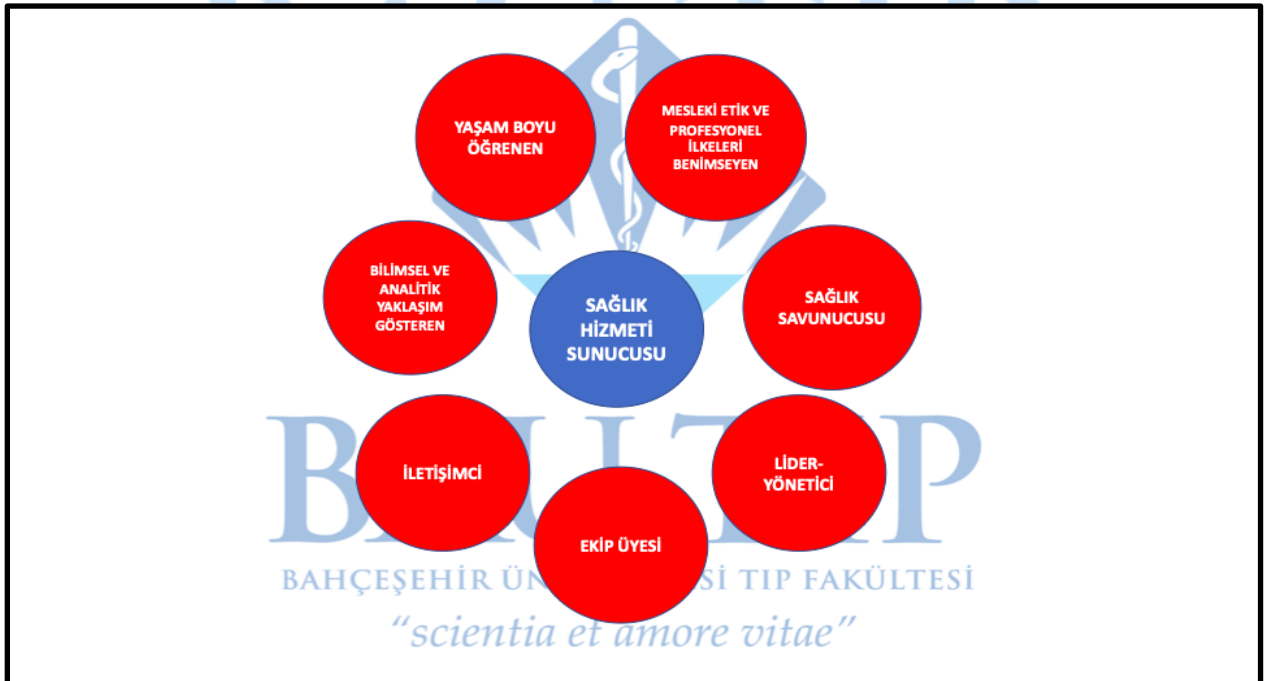 YAŞAM BOYU
ÖĞRENEN
MESLEKİ ETİK VE
PROFESYONEL
İLKELERİ
BENİMSEYEN
BİLİMSEL VE
ANALİTİK
YAKLAŞIM
GÖSTEREN
SAĞLIK
HİZMETİ
SUNUCUSU
SAĞLIK
SAVUNUCUSU
İLETİŞİMCİ
EKİP ÜYESİ
LİDER-
YÖNETİCİ
TIP
BAHÇEŞEHİR TIP FAKÜLTESİ
"scientia et amore vitae"